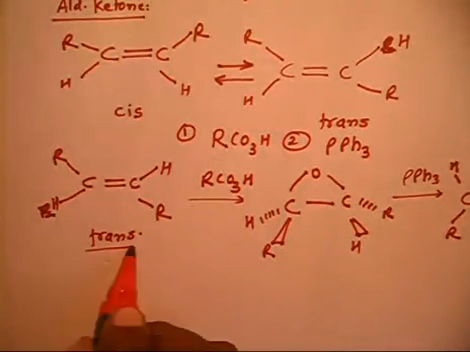 Ald. Ketone:
R R R H
C = C C = C
H H H R
cis trans
① RCO3H ② PPh3
R H O H
C = C RCO3H C — C PPh3 C
H R H R R
trans. R H